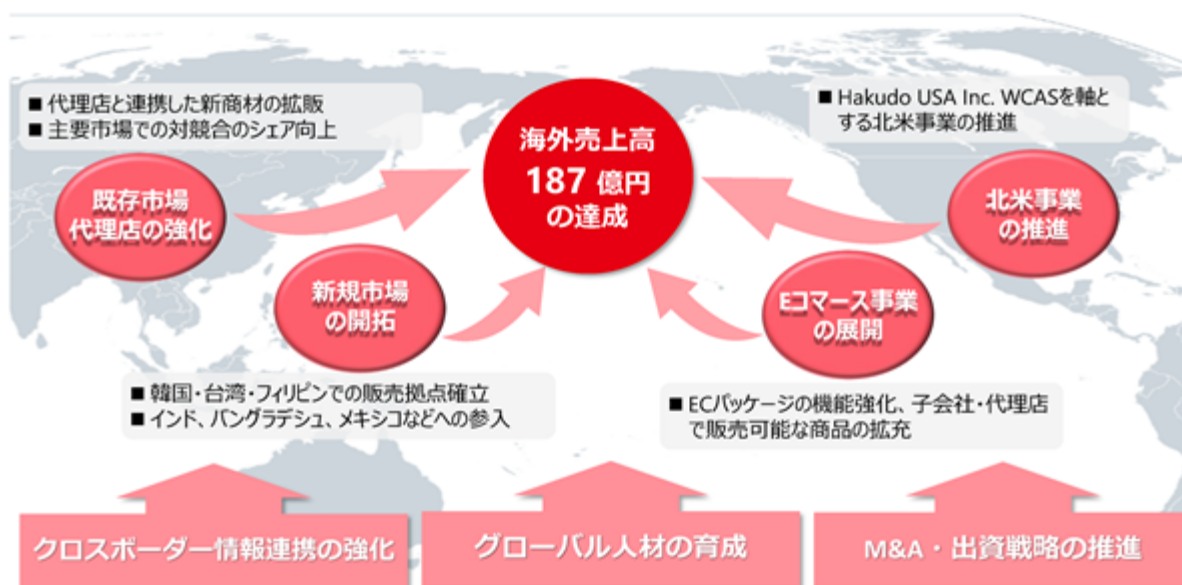 ■ 代理店と連携した新商材の拡販
■ 主要市場での対競合のシェア向上
既存市場
代理店の強化
海外売上高
187 億円
の達成
■ Hakudo USA Inc. WCASを軸と
する北米事業の推進
北米事業
の推進
新規市場
の開拓
■ 韓国・台湾・フィリピンでの販売拠点確立
■ インド、バングラデシュ、メキシコなどへの参入
Eコマース事業
の展開
■ ECパッケージの機能強化、子会社・代理店
で販売可能な商品の拡充
クロスボーダー情報連携の強化
グローバル人材の育成
M&A・出資戦略の推進